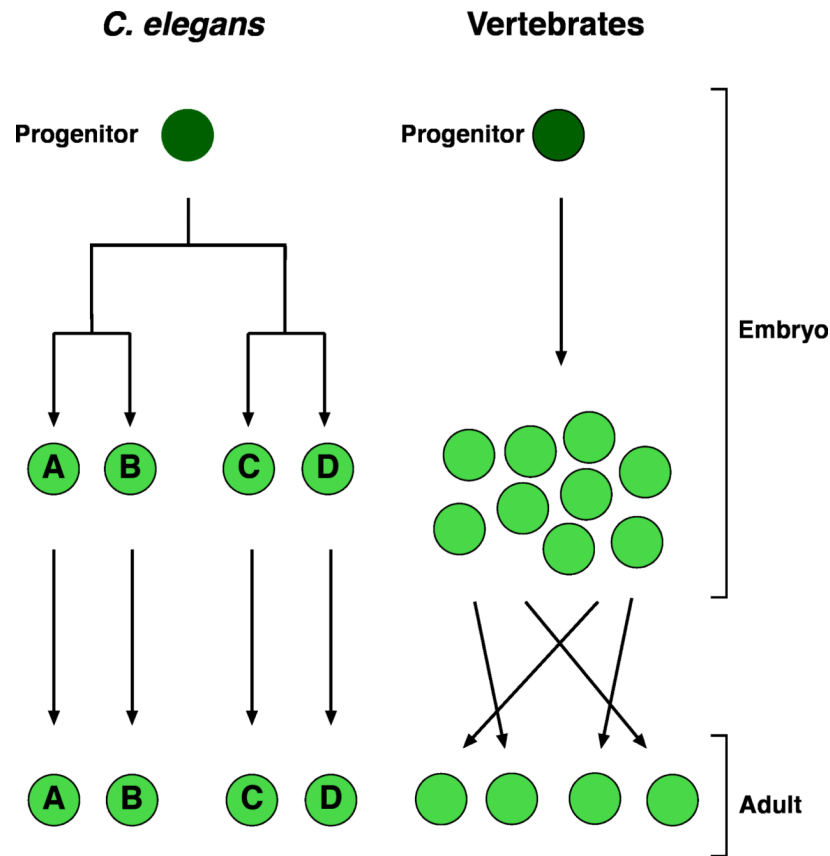 C. elegans
Vertebrates
Progenitor
Progenitor
Embryo
A
B
C
D
A
B
C
D
Adult